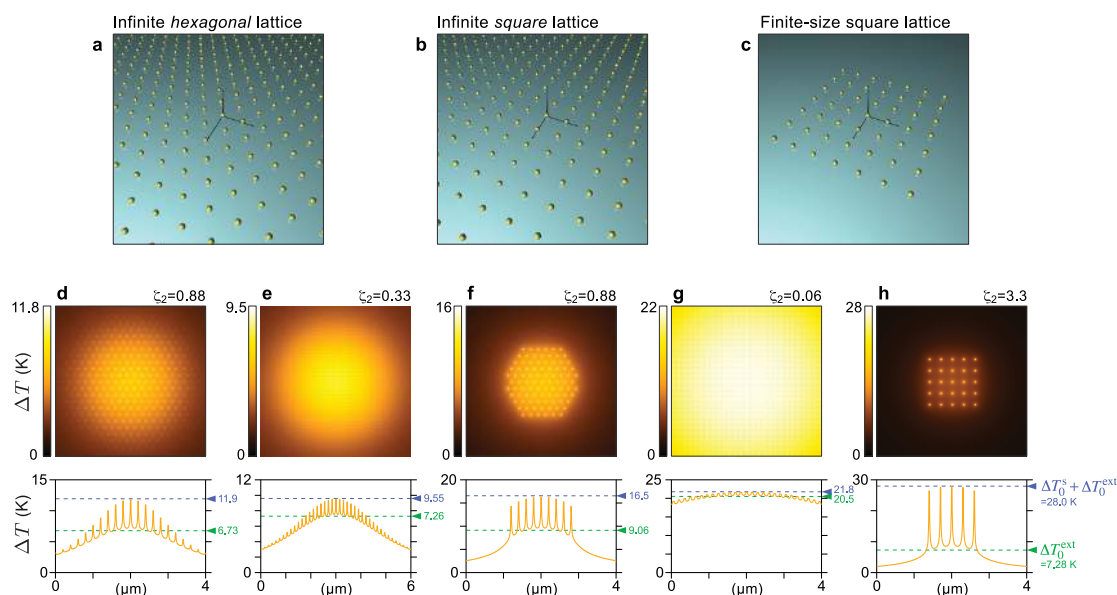 Infinite hexagonal lattice
Infinite square lattice
Finite-size square lattice
a
b
c
d
ζ₂=0.88
e
ζ₂=0.33
f
ζ₂=0.88
g
ζ₂=0.06
h
ζ₂=3.3
11.8
0
ΔT (K)
9.5
0
16
0
22
0
28
0
15
0
ΔT (K)
11.9
6.73
0
4
(μm)
12
8
4
0
9.55
7.26
0
6
(μm)
20
10
0
16.5
9.06
0
4
(μm)
25
0
21.8
20.5
0
4
(μm)
30
0
ΔT₀ˢ + ΔT₀ᵉˣᵗ
=28.0 K
ΔT₀ᵉˣᵗ
=7.28 K
0
4
(μm)